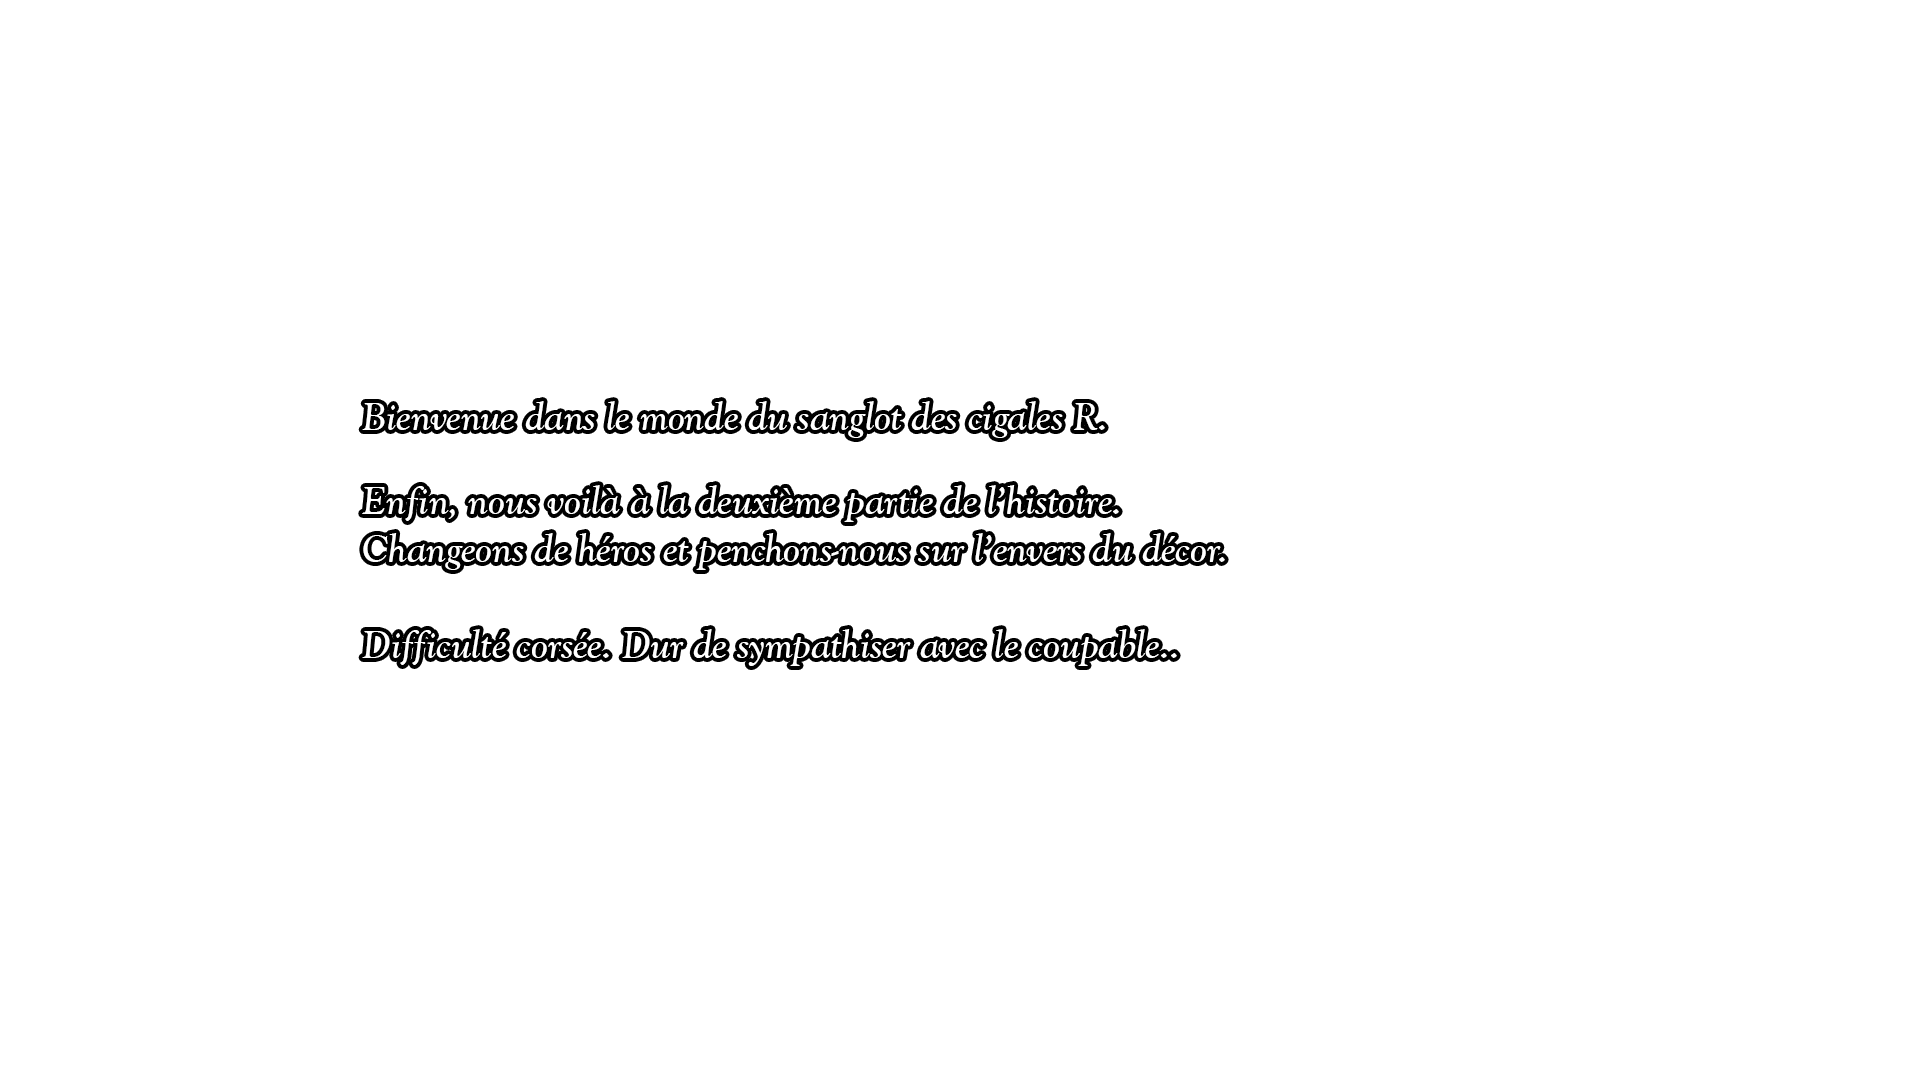 Bienvenue dans le monde du sanglot des cigales R.
Enfin, nous voilà à la deuxième partie de l'histoire.
Changeons de héros et penchons-nous sur l'envers du décor.
Difficulté corsée. Dur de sympathiser avec le coupable..